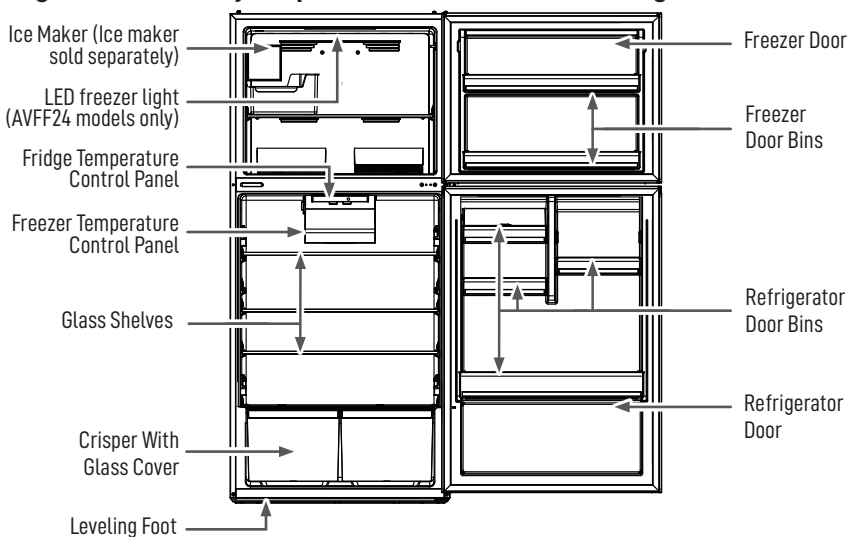 Ice Maker (Ice maker
sold separately)
LED freezer light
(AVFF24 models only)
Fridge Temperature
Control Panel
Freezer Temperature
Control Panel
Glass Shelves
Crisper With
Glass Cover
Leveling Foot
Freezer Door
Freezer
Door Bins
Refrigerator
Door Bins
Refrigerator
Door